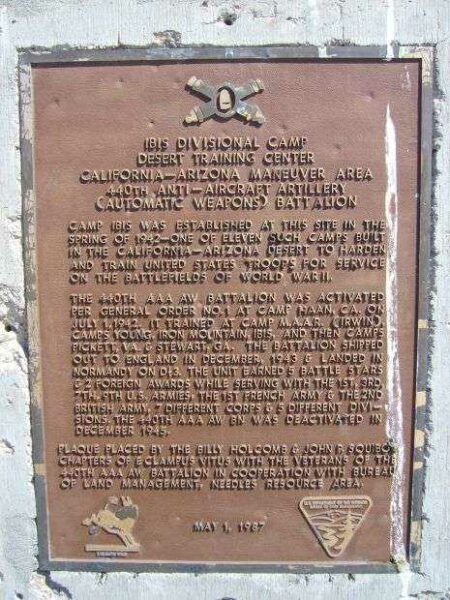 IBIS DIVISIONAL CAMP
DESERT TRAINING CENTER
CALIFORNIA-ARIZONA MANEUVER AREA
440TH ANTI-AIRCRAFT ARTILLERY
(AUTOMATIC WEAPONS) BATTALION
CAMP IBIS WAS ESTABLISHED AT THIS SITE IN THE
SPRING OF 1942-ONE OF ELEVEN SUCH CAMPS BUILT
IN THE CALIFORNIA-ARIZONA DESERT TO HARDEN
AND TRAIN UNITED STATES TROOPS FOR SERVICE
ON THE BATTLEFIELDS OF WORLD WAR II.
THE 440TH AAA AW BATTALION WAS ACTIVATED
PER GENERAL ORDER NO.1 AT CAMP HAAN, CA. ON
JULY 1,1942. IT TRAINED AT CAMP M.A.A.R. (IRWIN),
CAMPS YOUNG, IRON MOUNTAIN, IBIS, AND THEN CAMPS
PICKETT, VA. & STEWART, GA. THE BATTALION SHIPPED
OUT TO ENGLAND IN DECEMBER, 1943 & LANDED IN
NORMANDY ON D+3. THE UNIT EARNED 5 BATTLE STARS
& 2 FOREIGN AWARDS WHILE SERVING WITH THE 1ST, 3RD,
7TH, 9TH U.S. ARMIES, THE 1ST FRENCH ARMY & THE 2ND
BRITISH ARMY, 7 DIFFERENT CORPS & 5 DIFFERENT DIVI-
SIONS. THE 440TH AAA AW BN WAS DEACTIVATED IN
DECEMBER 1945.
PLAQUE PLACED BY THE BILLY HOLCOMB & JOHN P. SQUIBOB
CHAPTERS OF E CLAMPUS VITUS WITH THE VETERANS OF THE
440TH AAA AW BATTALION IN COOPERATION WITH BUREAU
OF LAND MANAGEMENT, NEEDLES RESOURCE AREA.
MAY 1, 1987